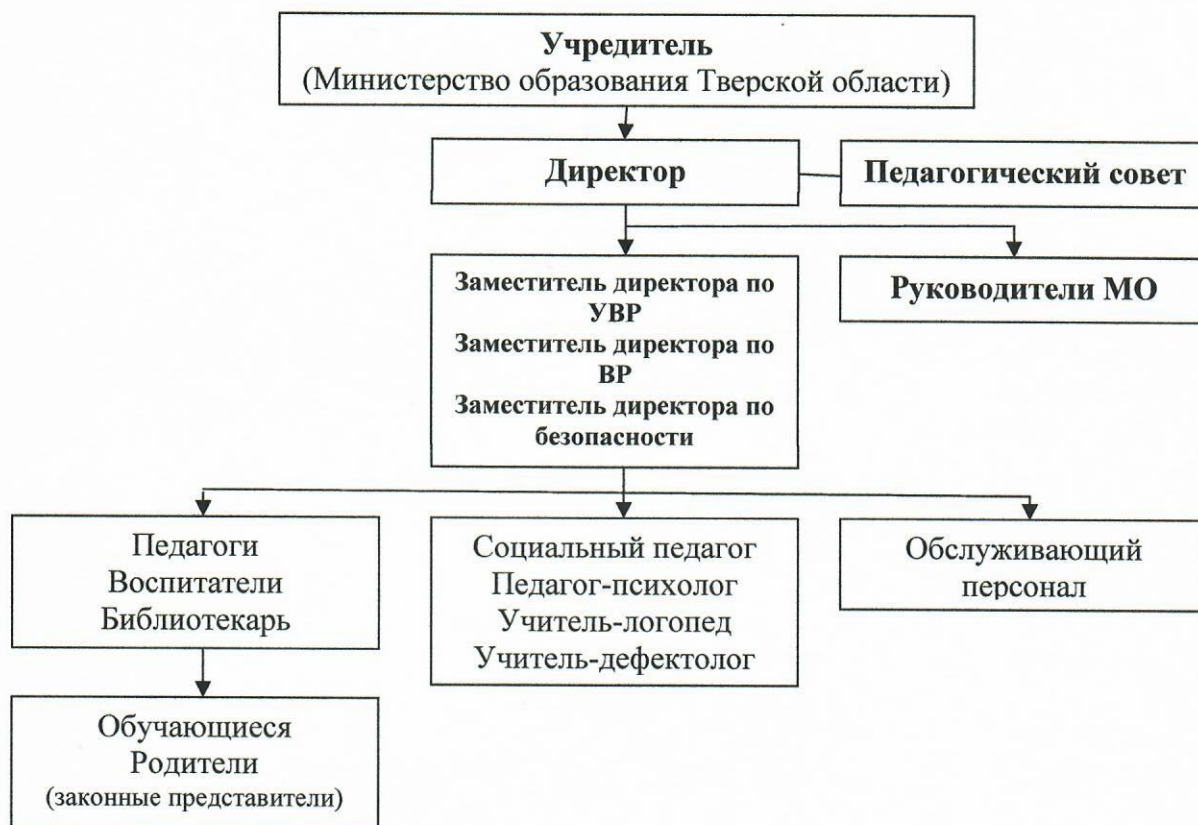 Учредитель
(Министерство образования Тверской области)
Директор
Педагогический совет
Заместитель директора по
УВР
Заместитель директора по
ВР
Заместитель директора по
безопасности
Руководители МО
Педагоги
Воспитатели
Библиотекарь
Социальный педагог
Педагог-психолог
Учитель-логопед
Учитель-дефектолог
Обслуживающий
персонал
Обучающиеся
Родители
(законные представители)